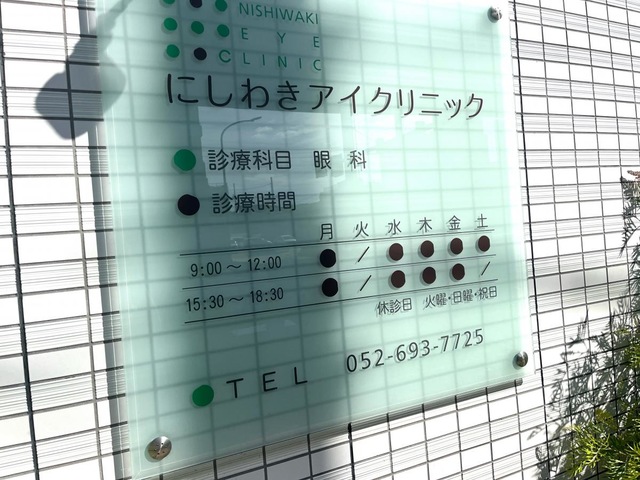 NISHIWAKI
EYE
CLINIC
にしわきアイクリニック
● 診療科目 眼科
● 診療時間
月 火 水 木 金 土
9:00～12:00 ● / ● ● ● ●
15:30～18:30 ● / ● ● ● /
休診日 火曜・日曜・祝日
● TEL 052-693-7725